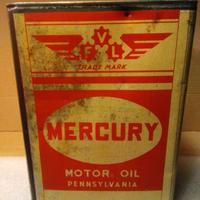 V
F L
TRADE MARK
MERCURY
MOTOR OIL
PENNSYLVANIA